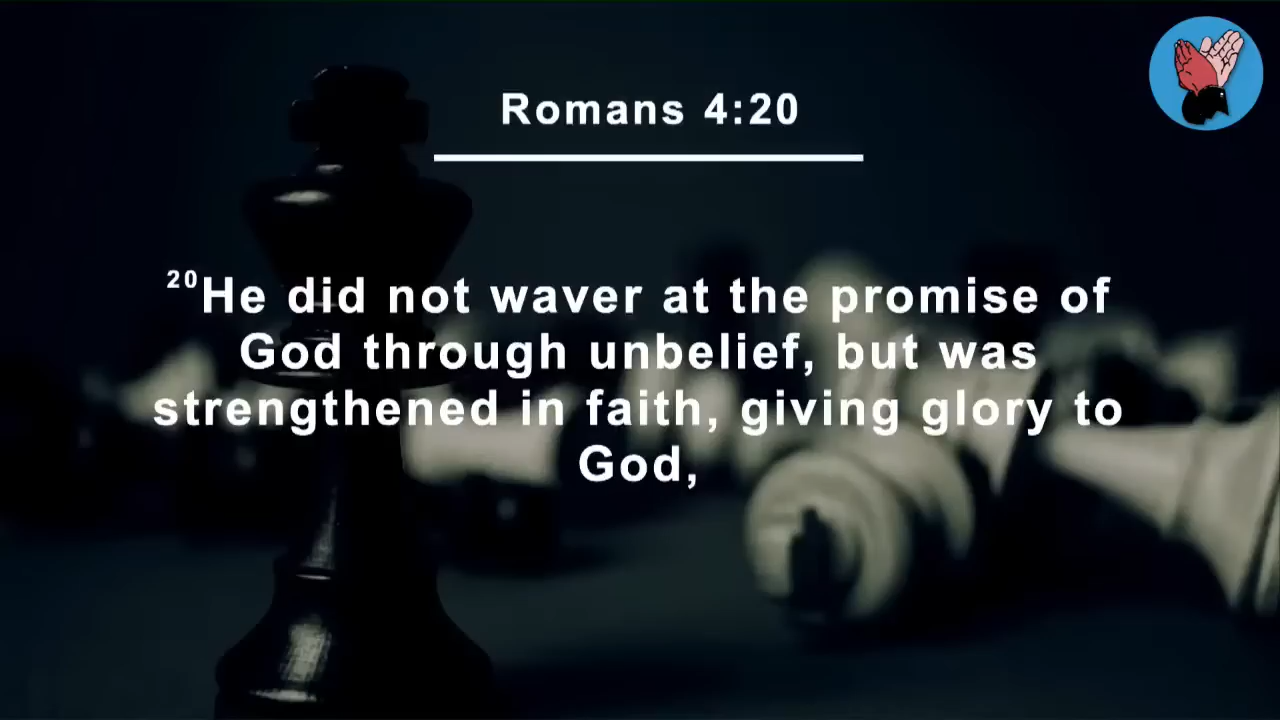 Romans 4:20
20He did not waver at the promise of
God through unbelief, but was
strengthened in faith, giving glory to
God,